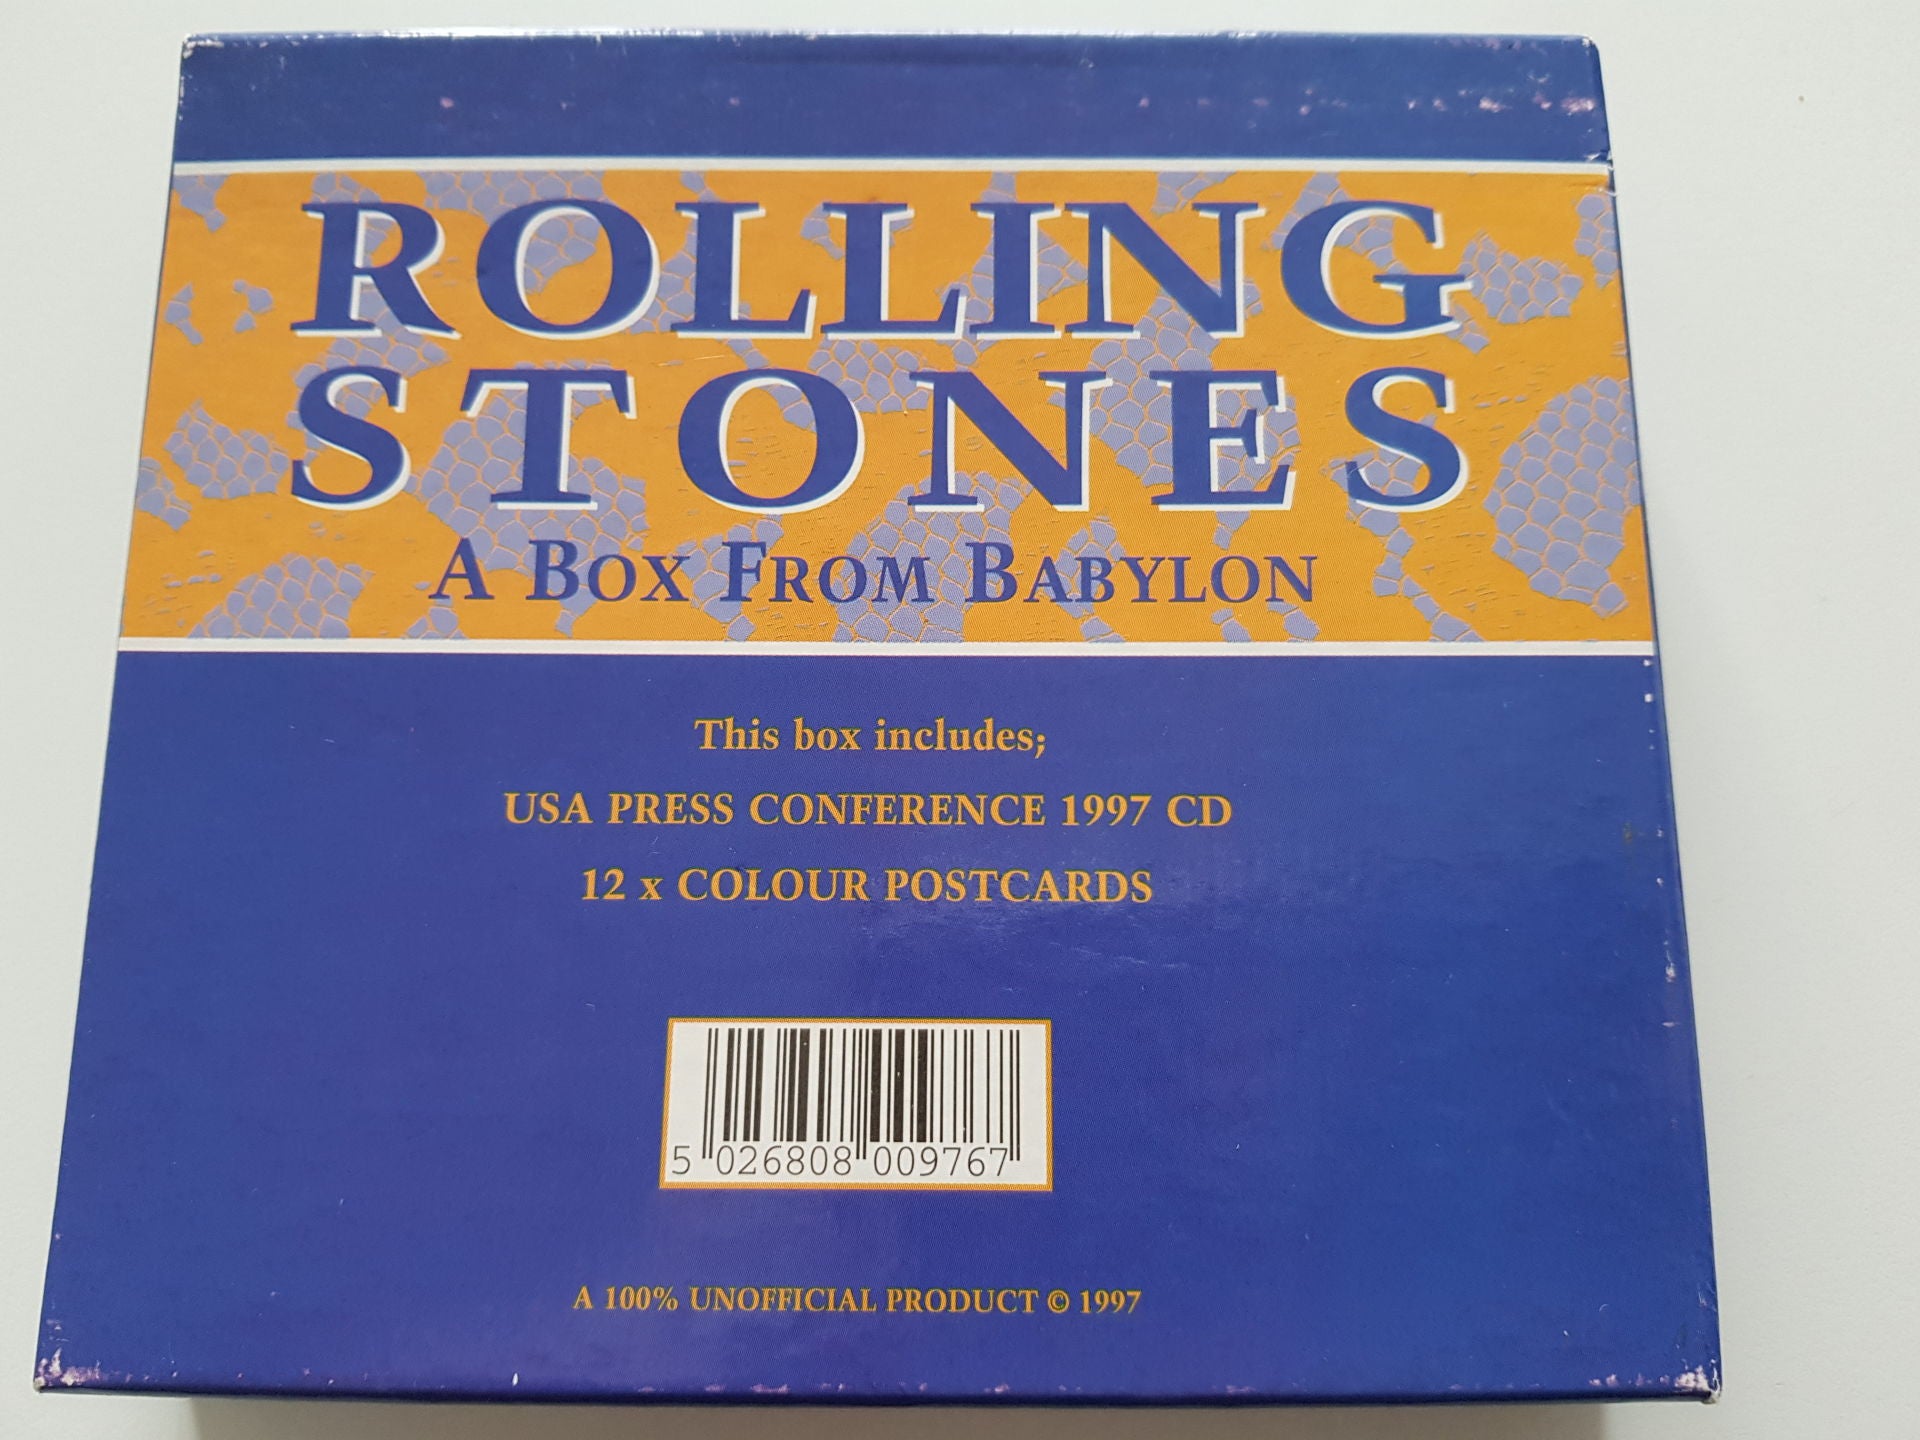 ROLLING
STONES
A BOX FROM BABYLON
This box includes;
USA PRESS CONFERENCE 1997 CD
12 x COLOUR POSTCARDS
5 026808 009767
A 100% UNOFFICIAL PRODUCT © 1997